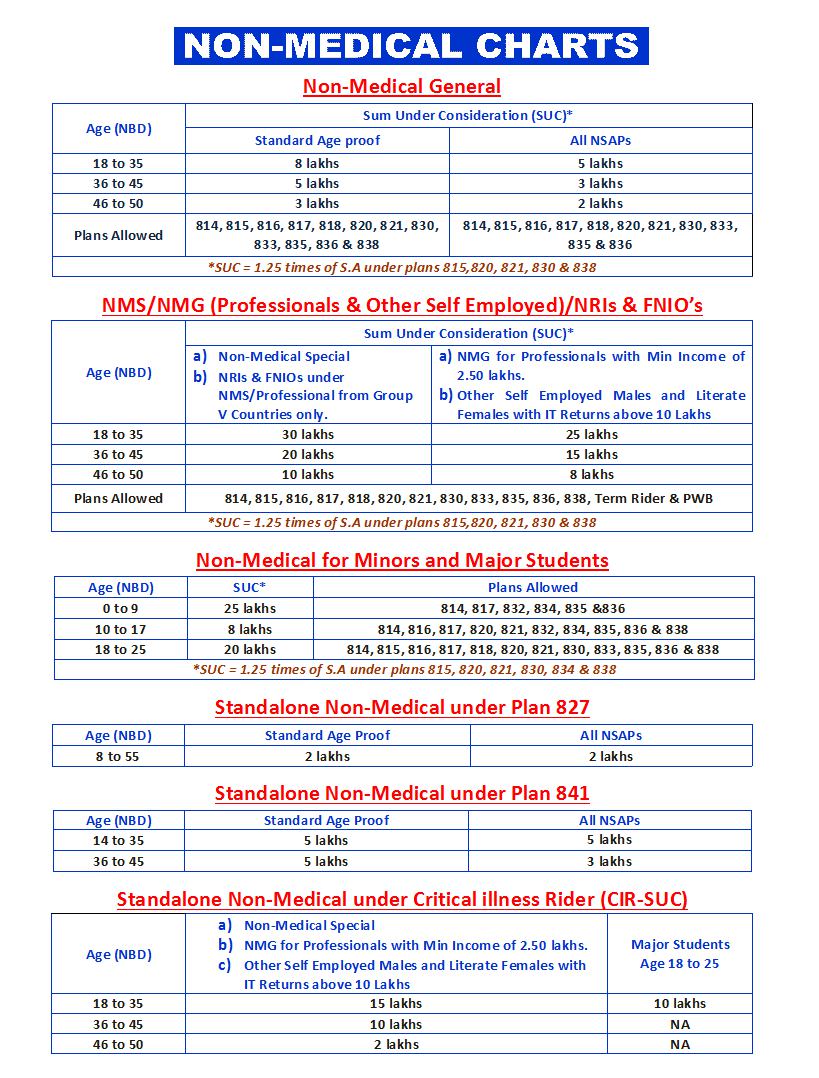 NON-MEDICAL CHARTS
Non-Medical General
Age (NBD)
Sum Under Consideration (SUC)*
Standard Age proof All NSAPs
18 to 35 8 lakhs 5 lakhs
36 to 45 5 lakhs 3 lakhs
46 to 50 3 lakhs 2 lakhs
Plans Allowed
814, 815, 816, 817, 818, 820, 821, 830,
833, 835, 836 & 838
814, 815, 816, 817, 818, 820, 821, 830, 833,
835 & 836
*SUC = 1.25 times of S.A under plans 815,820, 821, 830 & 838
NMS/NMG (Professionals & Other Self Employed)/NRIs & FNIO’s
Age (NBD)
Sum Under Consideration (SUC)*
a) Non-Medical Special
b) NRIs & FNIOs under
NMS/Professional from Group
V Countries only.
a) NMG for Professionals with Min Income of
2.50 lakhs.
b) Other Self Employed Males and Literate
Females with IT Returns above 10 Lakhs
18 to 35 30 lakhs 25 lakhs
36 to 45 20 lakhs 15 lakhs
46 to 50 10 lakhs 8 lakhs
Plans Allowed 814, 815, 816, 817, 818, 820, 821, 830, 833, 835, 836, 838, Term Rider & PWB
*SUC = 1.25 times of S.A under plans 815,820, 821, 830 & 838
Non-Medical for Minors and Major Students
Age (NBD) SUC* Plans Allowed
0 to 9 25 lakhs 814, 817, 832, 834, 835 &836
10 to 17 8 lakhs 814, 816, 817, 820, 821, 832, 834, 835, 836 & 838
18 to 25 20 lakhs 814, 815, 816, 817, 818, 820, 821, 830, 833, 835, 836 & 838
*SUC = 1.25 times of S.A under plans 815, 820, 821, 830, 834 & 838
Standalone Non-Medical under Plan 827
Age (NBD) Standard Age Proof All NSAPs
8 to 55 2 lakhs 2 lakhs
Standalone Non-Medical under Plan 841
Age (NBD) Standard Age Proof All NSAPs
14 to 35 5 lakhs 5 lakhs
36 to 45 5 lakhs 3 lakhs
Standalone Non-Medical under Critical illness Rider (CIR-SUC)
Age (NBD)
a) Non-Medical Special
b) NMG for Professionals with Min Income of 2.50 lakhs.
c) Other Self Employed Males and Literate Females with
IT Returns above 10 Lakhs
Major Students
Age 18 to 25
18 to 35 15 lakhs 10 lakhs
36 to 45 10 lakhs NA
46 to 50 2 lakhs NA